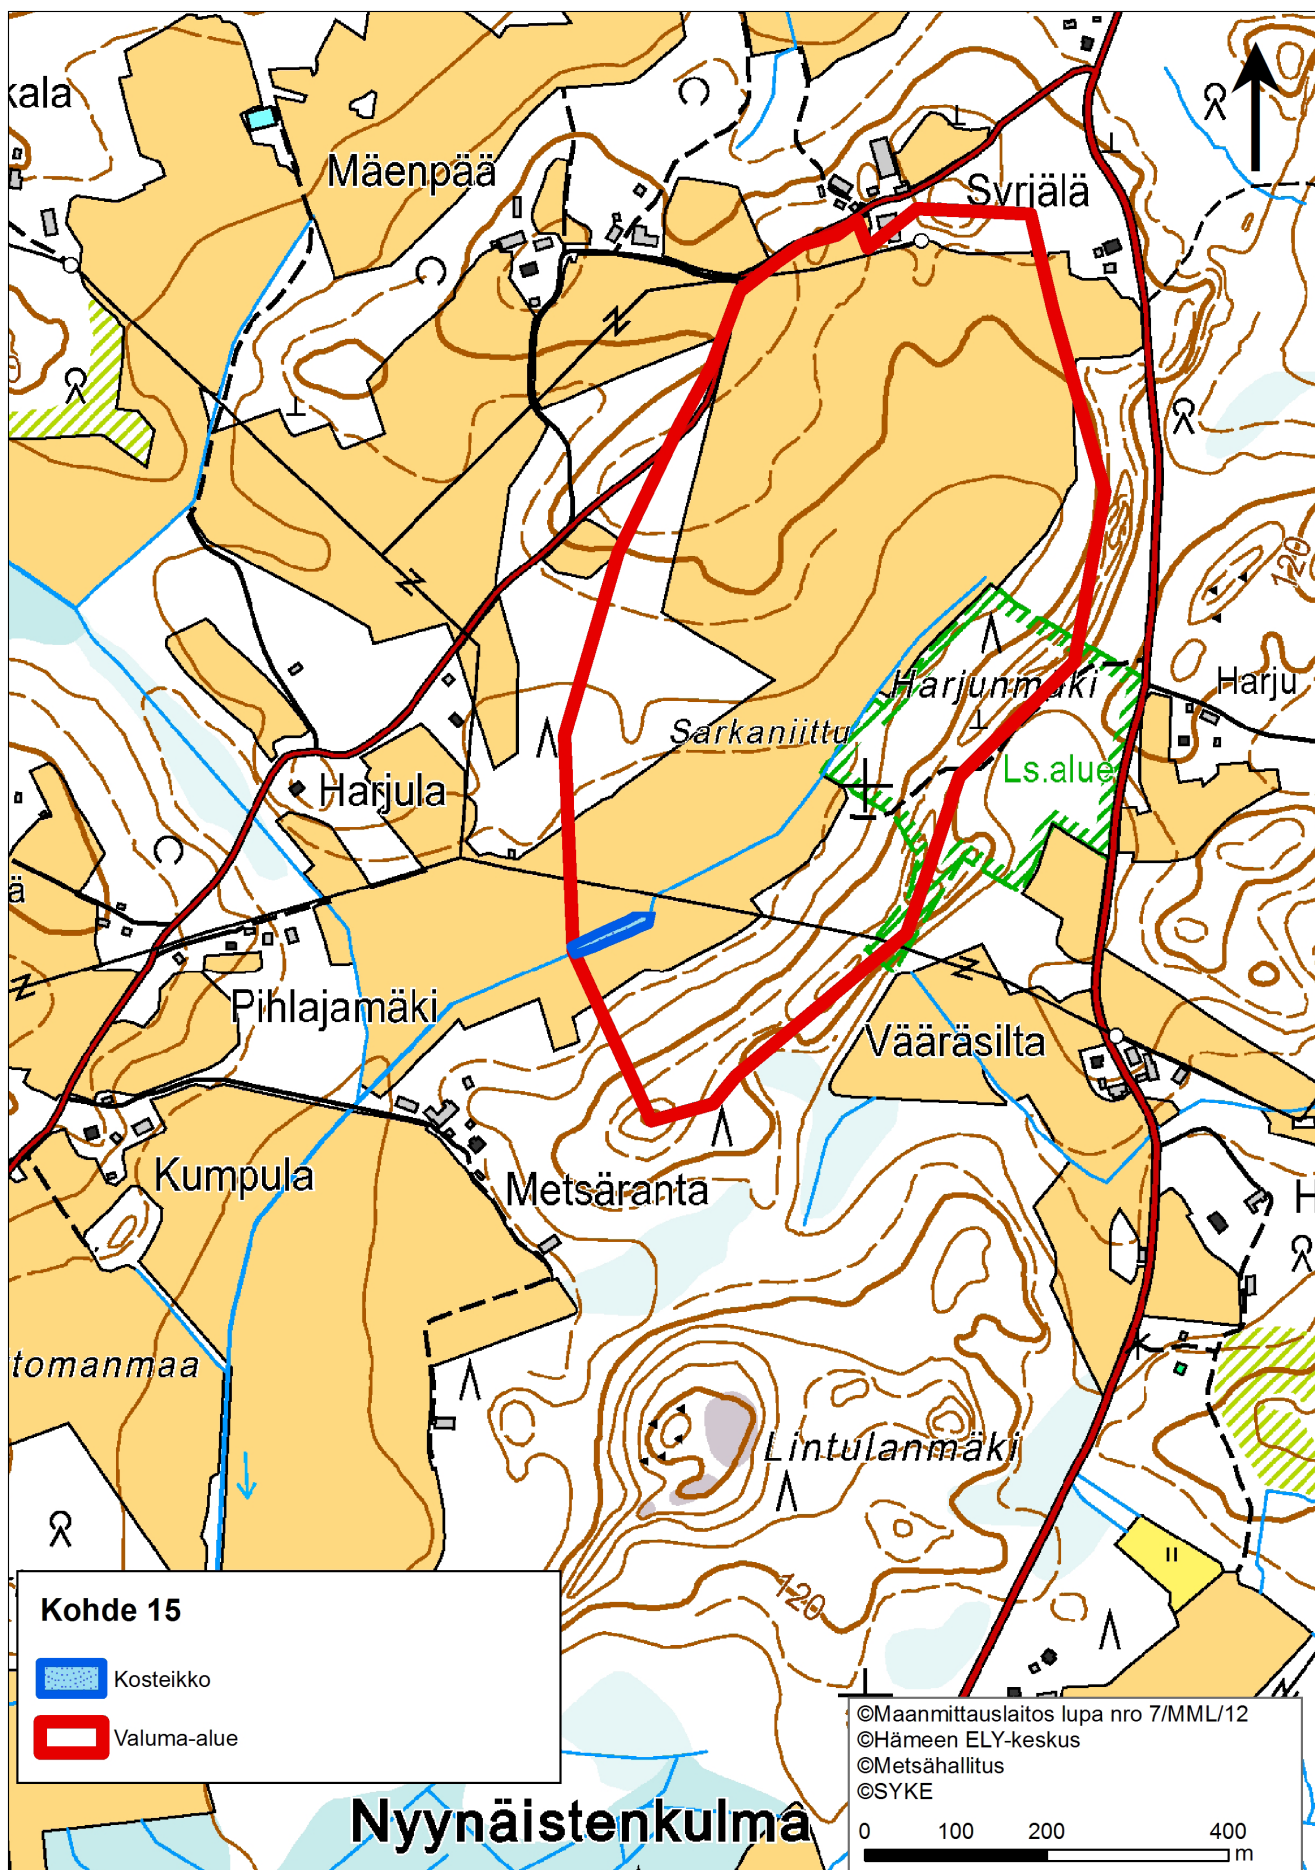 kala
Mäenpää
Syrjälä
120
Harjunmäki
Harju
Sarkaniittu
Ls.alue
Harjula
ä
Pihlajamäki
Vääräsilta
Kumpula
Metsäranta
H
tomanmaa
Lintulanmäki
120
Kohde 15
Kosteikko
Valuma-alue
©Maanmittauslaitos lupa nro 7/MML/12
©Hämeen ELY-keskus
©Metsähallitus
©SYKE
Nyynäistenkulma
0 100 200 400
m